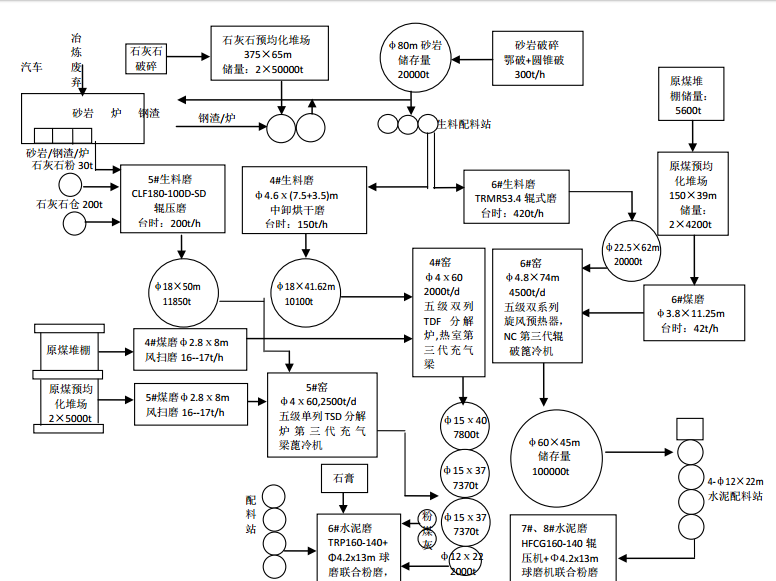 冶
炼
废
弃
汽车
石灰石
破碎
石灰石预均化堆场
375×65m
储量：2×50000t
φ80m 砂岩
储存量
20000t
砂岩破碎
鄂破+圆锥破
300t/h
原煤堆
棚储量：
5600t
砂岩 炉 钢渣
钢渣/炉
生料配料站
砂岩/钢渣/炉
石灰石粉 30t
石灰石仓 200t
5#生料磨
CLF180-100D-SD
辊压磨
台时：200t/h
4#生料磨
φ4.6 x (7.5+3.5)m
中卸烘干磨
台时：150t/h
6#生料磨
TRMR53.4 辊式磨
台时：420t/h
原煤预均
化堆场
150×39m
储量：
2×4200t
φ22.5×62m
20000t
φ18×50m
11850t
φ18×41.62m
10100t
4#窑
φ4 x 60
2000t/d
五级双列
TDF 分解
炉,热室第
三代充气
梁
6#窑
φ4.8×74m
4500t/d
五级双系列
旋风预热器，
NC 第三代辊
破篦冷机
6#煤磨
φ3.8×11.25m
台时：42t/h
原煤堆棚
原煤预均
化堆场
2×5000t
4#煤磨φ2.8 x 8m
风扫磨 16--17t/h
5#煤磨φ2.8 x 8m
风扫磨 16--17t/h
5#窑
φ4 x 60,2500t/d
五级单列 TSD 分解
炉第三代充气
梁蓖冷机
φ15 x 40
7800t
φ15 x 37
7370t
φ15 x 37
7370t
φ12 x 22
2000t
φ60×45m
储存量
100000t
4-φ12×22m
水泥配料站
石膏
配
料
站
粉
煤
灰
6#水泥磨
TRP160-140+
Φ4.2x13m 球
磨联合粉磨，
7#、8#水泥磨
HFCG160-140 辊
压机+Φ4.2x13m
球磨机联合粉磨